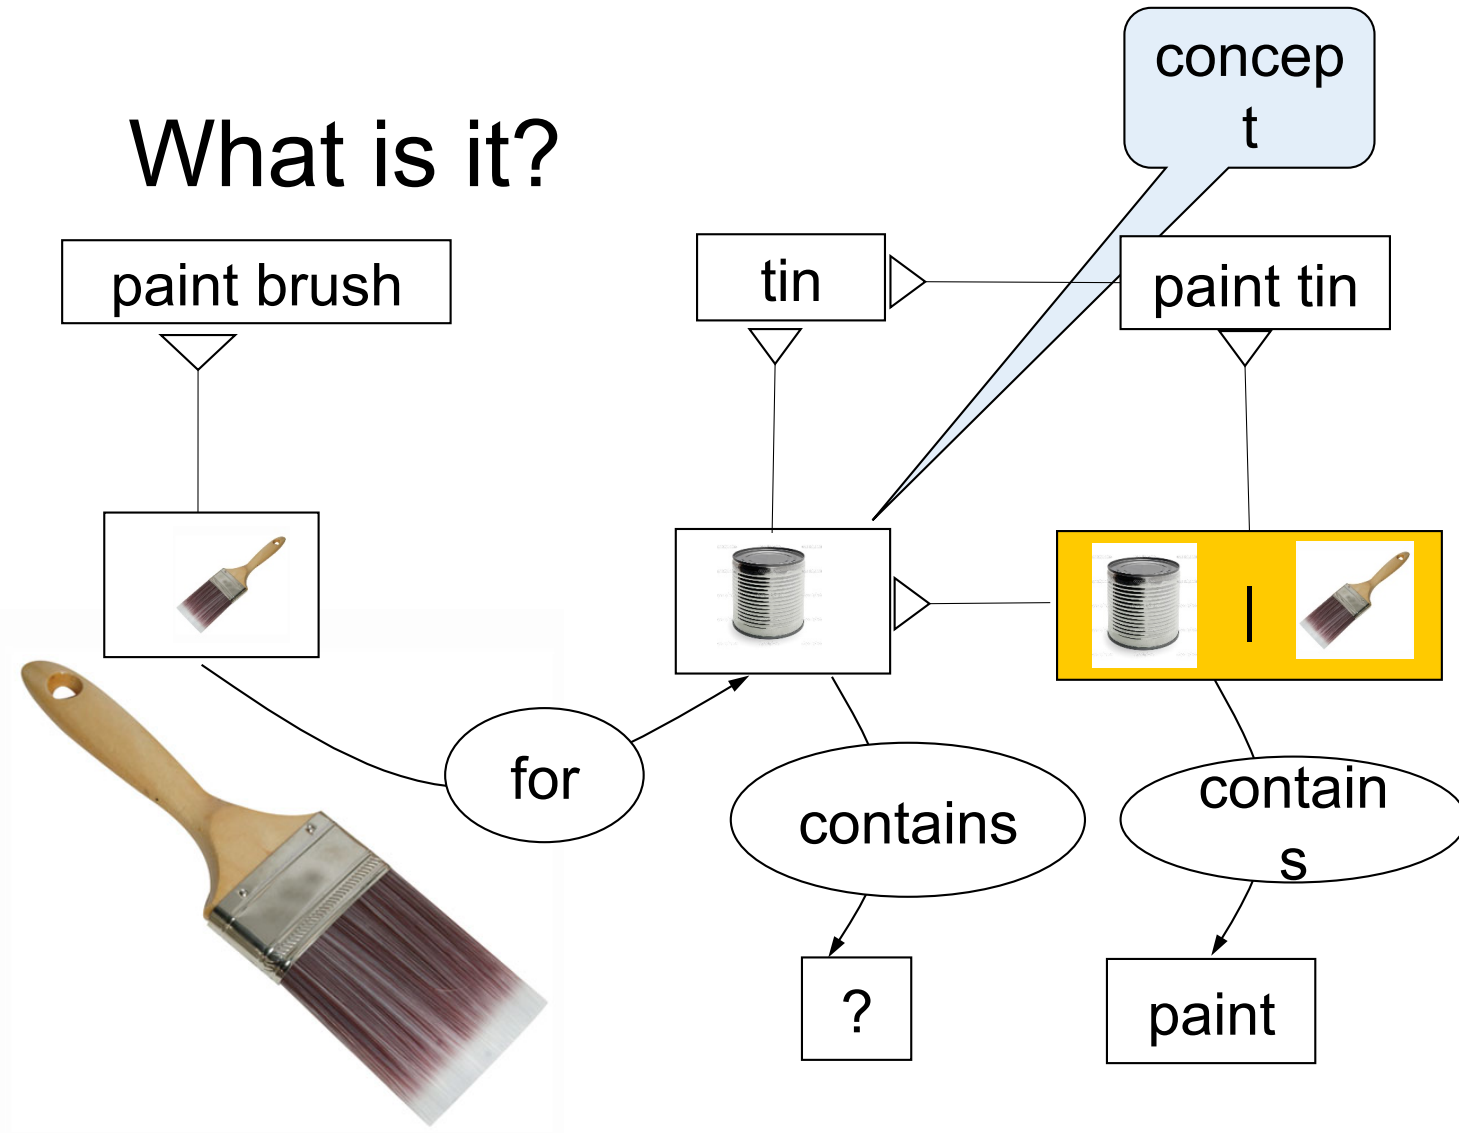 concep
t
What is it?
paint brush
tin
paint tin
|
for
contains
contain
s
?
paint